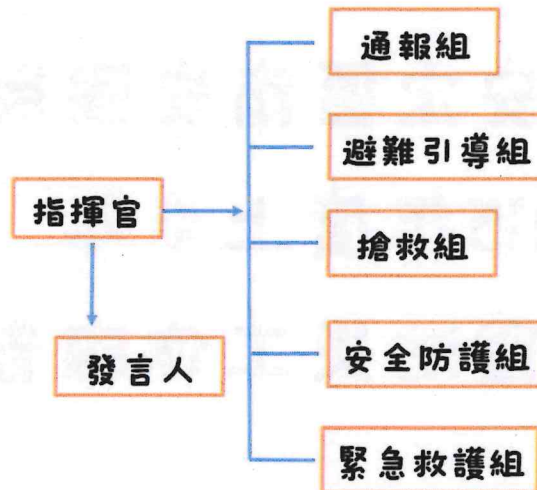 通報組
避難引導組
指揮官
搶救組
發言人
安全防護組
緊急救護組